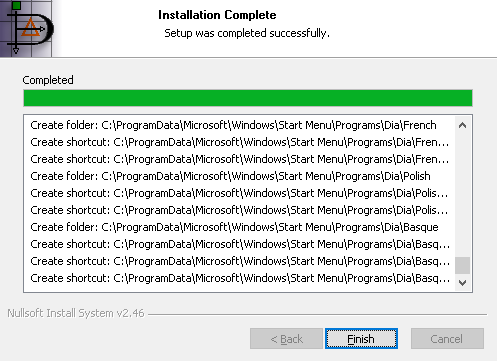 Installation Complete
Setup was completed successfully.
Completed
Create folder: C:\ProgramData\Microsoft\Windows\Start Menu\Programs\Dia\French
Create shortcut: C:\ProgramData\Microsoft\Windows\Start Menu\Programs\Dia\Fren...
Create shortcut: C:\ProgramData\Microsoft\Windows\Start Menu\Programs\Dia\Fren...
Create folder: C:\ProgramData\Microsoft\Windows\Start Menu\Programs\Dia\Polish
Create shortcut: C:\ProgramData\Microsoft\Windows\Start Menu\Programs\Dia\Polis...
Create shortcut: C:\ProgramData\Microsoft\Windows\Start Menu\Programs\Dia\Polis...
Create folder: C:\ProgramData\Microsoft\Windows\Start Menu\Programs\Dia\Basque
Create shortcut: C:\ProgramData\Microsoft\Windows\Start Menu\Programs\Dia\Basq...
Create shortcut: C:\ProgramData\Microsoft\Windows\Start Menu\Programs\Dia\Basq...
Create shortcut: C:\ProgramData\Microsoft\Windows\Start Menu\Programs\Dia\Basq...
Nullsoft Install System v2.46
< Back Finish Cancel